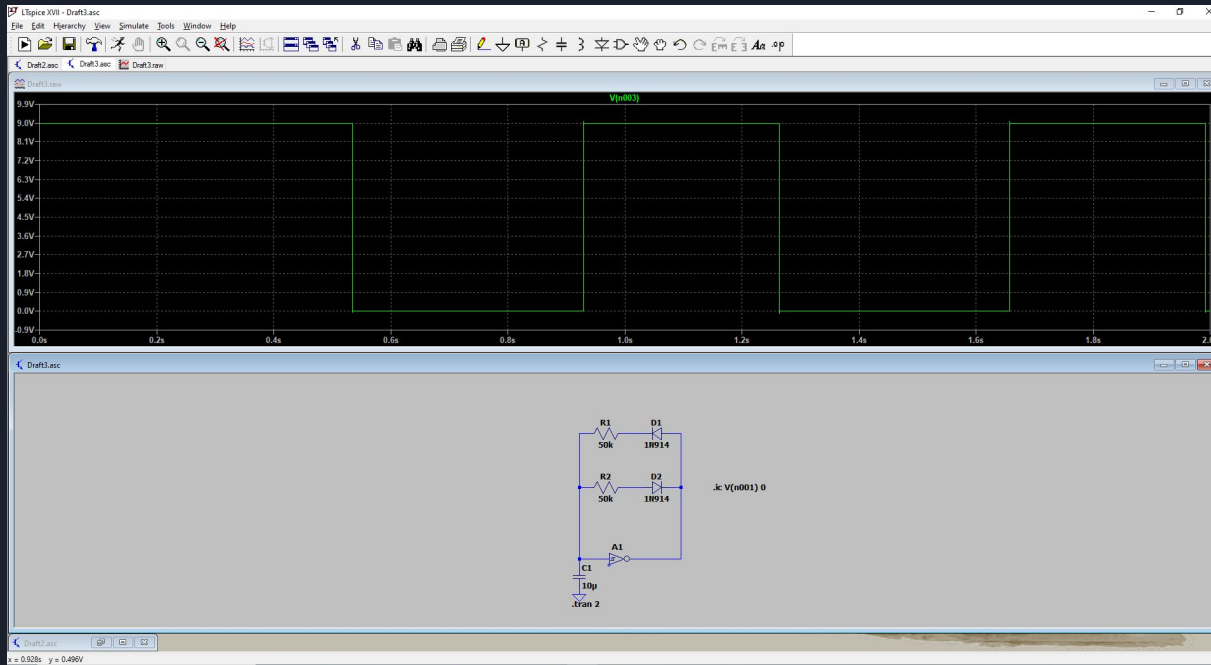 LTspice XVII - Draft3.asc
File Edit Hierarchy View Simulate Tools Window Help
Aa .op
Draft2.asc Draft3.asc Draft3.raw
Draft3.raw
V(n003)
9.9V
9.0V
8.1V
7.2V
6.3V
5.4V
4.5V
3.6V
2.7V
1.8V
0.9V
0.0V
-0.9V
0.0s 0.2s 0.4s 0.6s 0.8s 1.0s 1.2s 1.4s 1.6s 1.8s
Draft3.asc
R1 D1
50k 1N914
R2 D2
50k 1N914
.ic V(n001) 0
A1
C1
10µ
.tran 2
Draft2.asc
x = 0.928s y = 0.496V